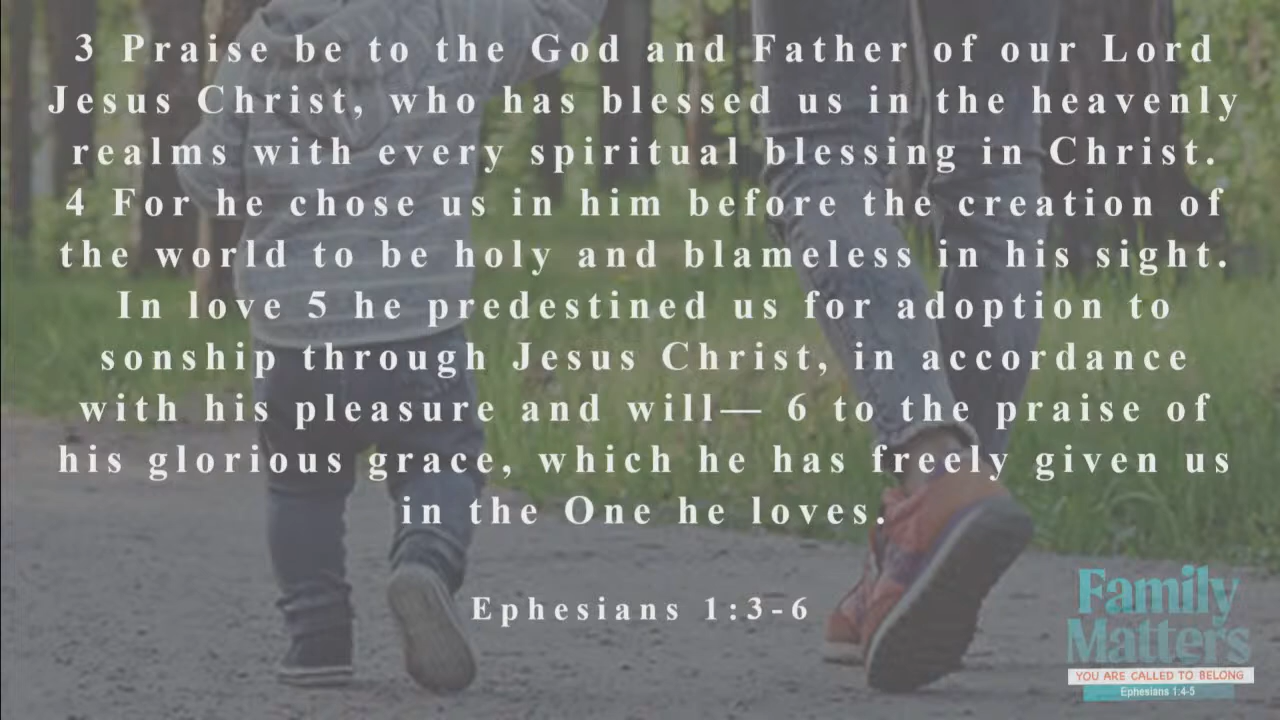 3 Praise be to the God and Father of our Lord
Jesus Christ, who has blessed us in the heavenly
realms with every spiritual blessing in Christ.
4 For he chose us in him before the creation of
the world to be holy and blameless in his sight.
In love 5 he predestined us for adoption to
sonship through Jesus Christ, in accordance
with his pleasure and will— 6 to the praise of
his glorious grace, which he has freely given us
in the One he loves.
Ephesians 1:3-6
Family
Matters
YOU ARE CALLED TO BELONG
Ephesians 1:4-5